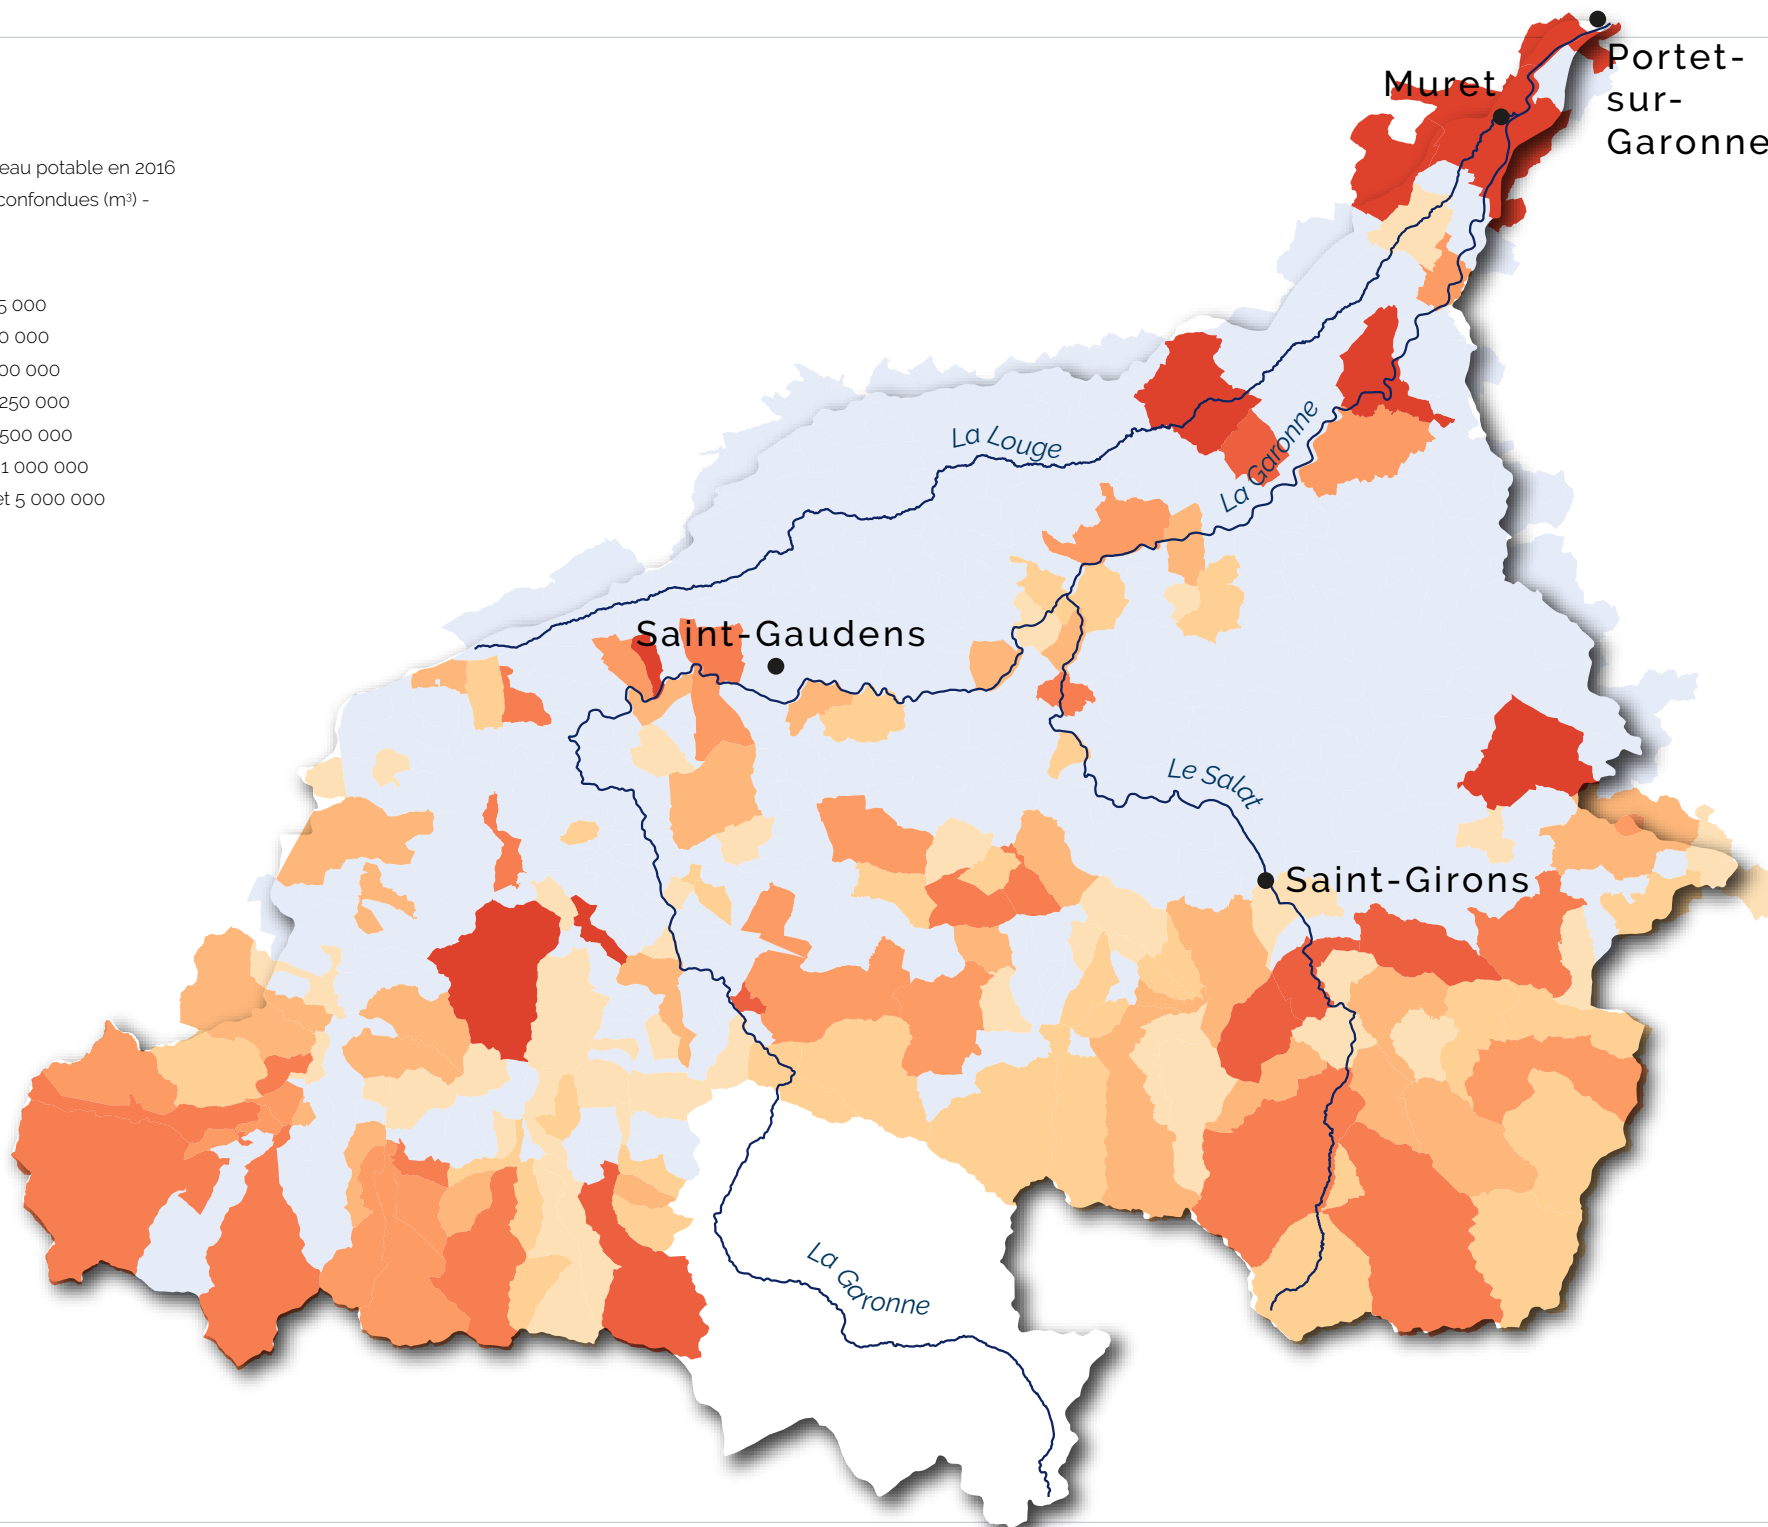 eau potable en 2016
confondues (m³) -
5 000
0 000
00 000
250 000
500 000
1 000 000
et 5 000 000
Portet-
sur-
Garonne
Muret
La Louge
La Garonne
Saint-Gaudens
Le Salat
Saint-Girons
La Garonne